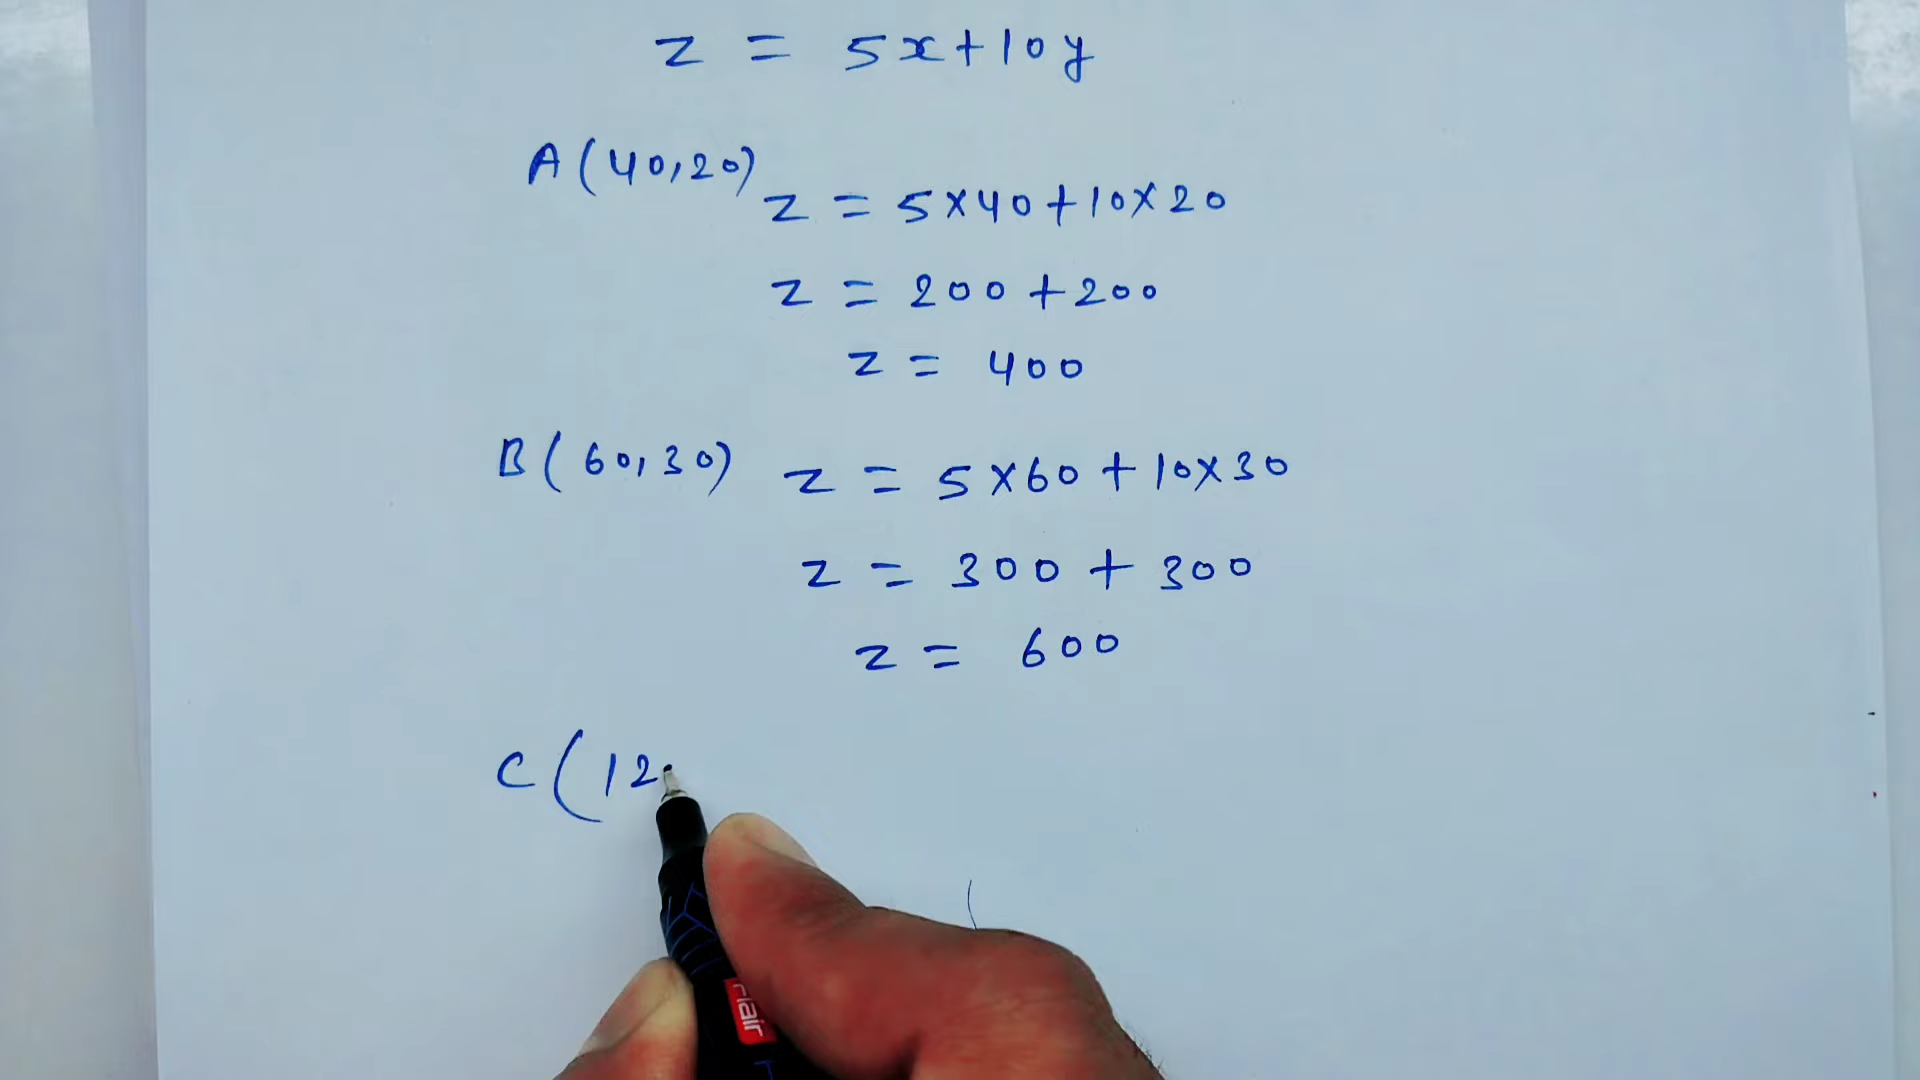 z = 5x+10y
A(40,20)
z = 5×40+10×20
z = 200+200
z = 400
B(60,30) z = 5×60+10×30
z = 300+300
z = 600
C(12
Flair